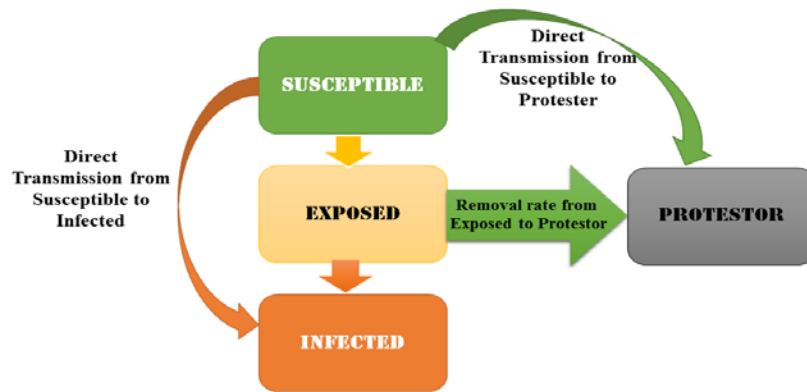 SUSCEPTIBLE
Direct
Transmission from
Susceptible to
Protester
Direct
Transmission from
Susceptible to
Infected
EXPOSED
Removal rate from
Exposed to Protestor
PROTESTOR
INFECTED